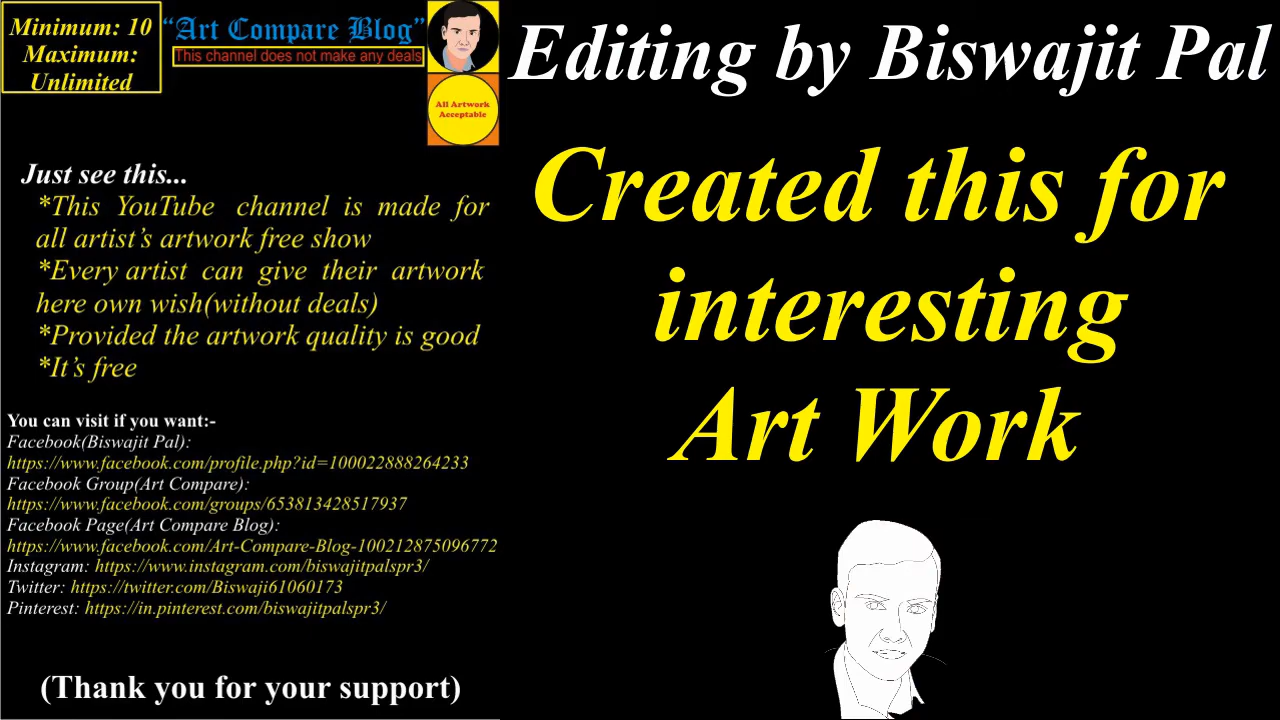 Minimum: 10
Maximum:
Unlimited
“Art Compare Blog”
This channel does not make any deals
All Artwork
Acceptable
Just see this...
*This YouTube channel is made for
all artist’s artwork free show
*Every artist can give their artwork
here own wish(without deals)
*Provided the artwork quality is good
*It’s free
You can visit if you want:-
Facebook(Biswajit Pal):
https://www.facebook.com/profile.php?id=100022888264233
Facebook Group(Art Compare):
https://www.facebook.com/groups/653813428517937
Facebook Page(Art Compare Blog):
https://www.facebook.com/Art-Compare-Blog-100212875096772
Instagram: https://www.instagram.com/biswajitpalspr3/
Twitter: https://twitter.com/Biswaji61060173
Pinterest: https://in.pinterest.com/biswajitpalspr3/
(Thank you for your support)
Editing by Biswajit Pal
Created this for
interesting
Art Work